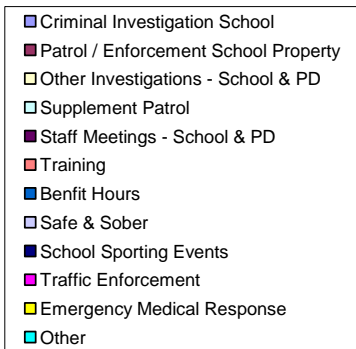 Criminal Investigation School
Patrol / Enforcement School Property
Other Investigations - School & PD
Supplement Patrol
Staff Meetings - School & PD
Training
Benfit Hours
Safe & Sober
School Sporting Events
Traffic Enforcement
Emergency Medical Response
Other